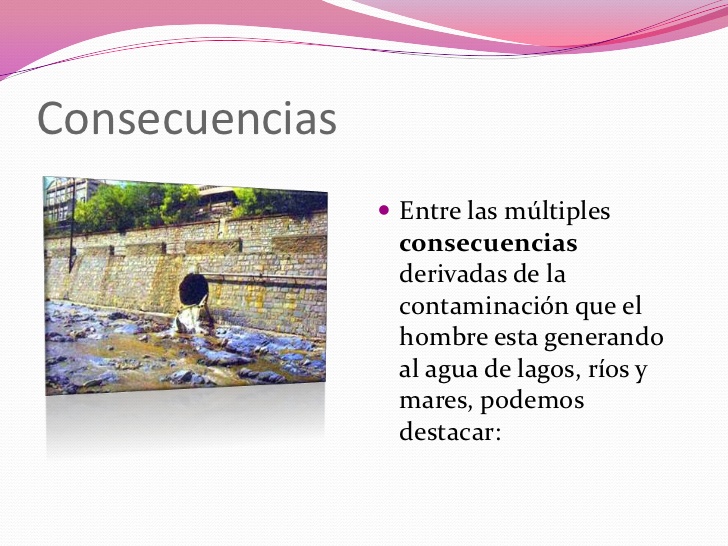 Consecuencias
Entre las múltiples
consecuencias
derivadas de la
contaminación que el
hombre esta generando
al agua de lagos, ríos y
mares, podemos
destacar: